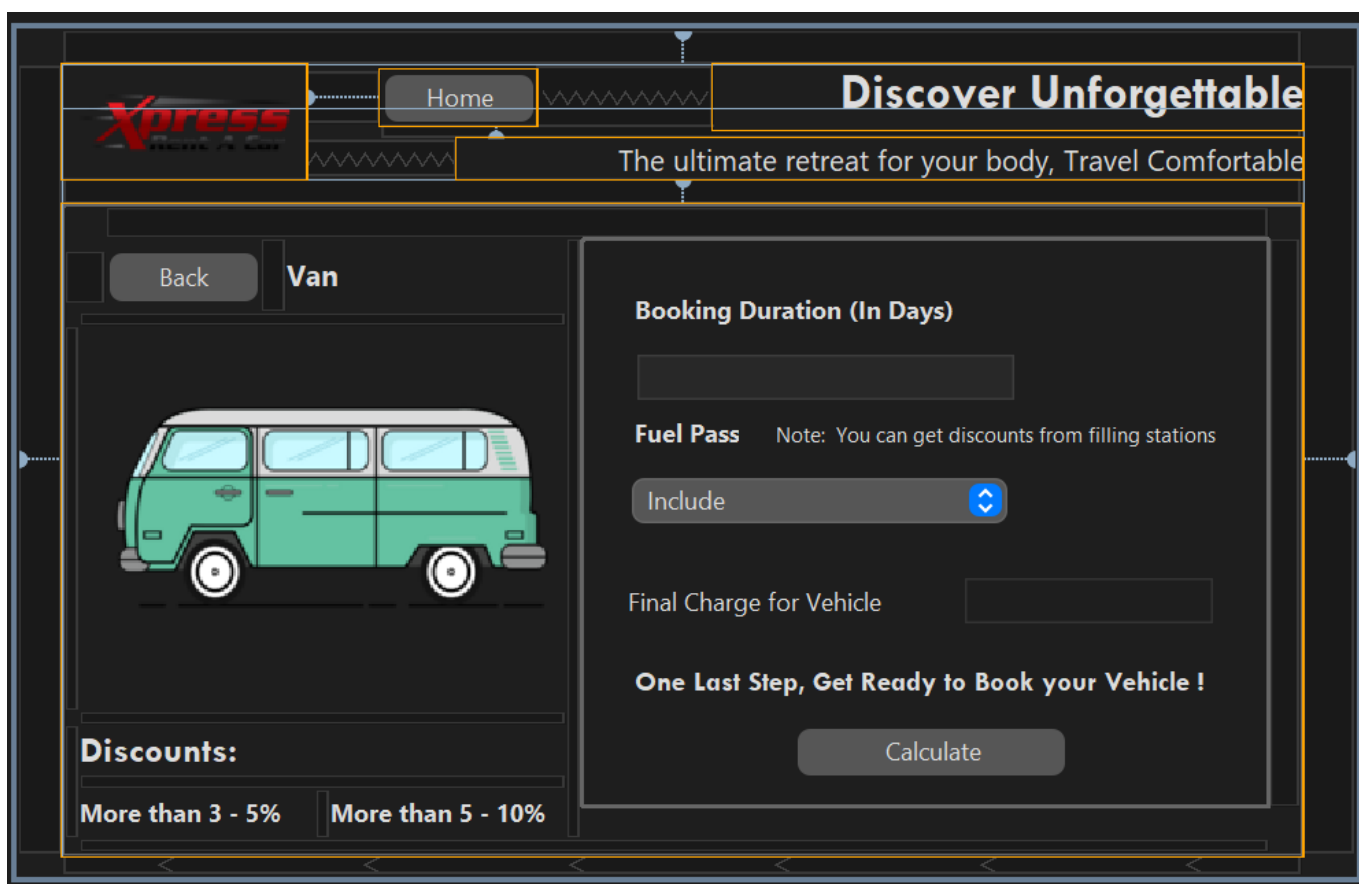 Xpress
Rent A Car
Home
Discover Unforgettable
The ultimate retreat for your body, Travel Comfortable
Back
Van
Booking Duration (In Days)
Fuel Pass
Note: You can get discounts from filling stations
Include
Final Charge for Vehicle
One Last Step, Get Ready to Book your Vehicle !
Calculate
Discounts:
More than 3 - 5%
More than 5 - 10%